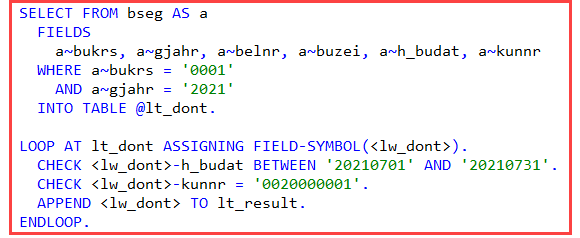 SELECT FROM bseg AS a
FIELDS
a~bukrs, a~gjahr, a~belnr, a~buzei, a~h_budat, a~kunnr
WHERE a~bukrs = '0001'
AND a~gjahr = '2021'
INTO TABLE @lt_dont.
LOOP AT lt_dont ASSIGNING FIELD-SYMBOL(<lw_dont>).
CHECK <lw_dont>-h_budat BETWEEN '20210701' AND '20210731'.
CHECK <lw_dont>-kunnr = '0020000001'.
APPEND <lw_dont> TO lt_result.
ENDLOOP.